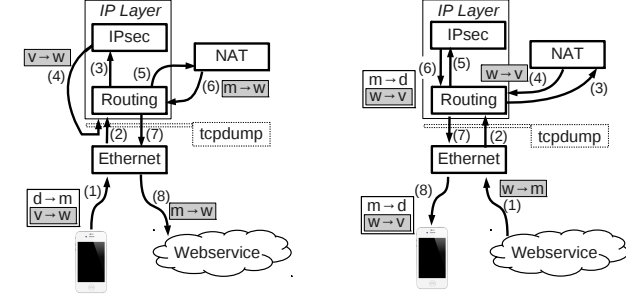 IP Layer
IPsec
v→w
(4)
(3)
(5)
NAT
(6)
m→w
Routing
(2)
(7)
tcpdump
Ethernet
(1)
d→m
v→w
(8)
m→w
Webservice
IP Layer
IPsec
NAT
(6)
(5)
w→v
(4)
(3)
m→d
w→v
Routing
(7)
(2)
tcpdump
Ethernet
(8)
w→m
(1)
m→d
w→v
Webservice